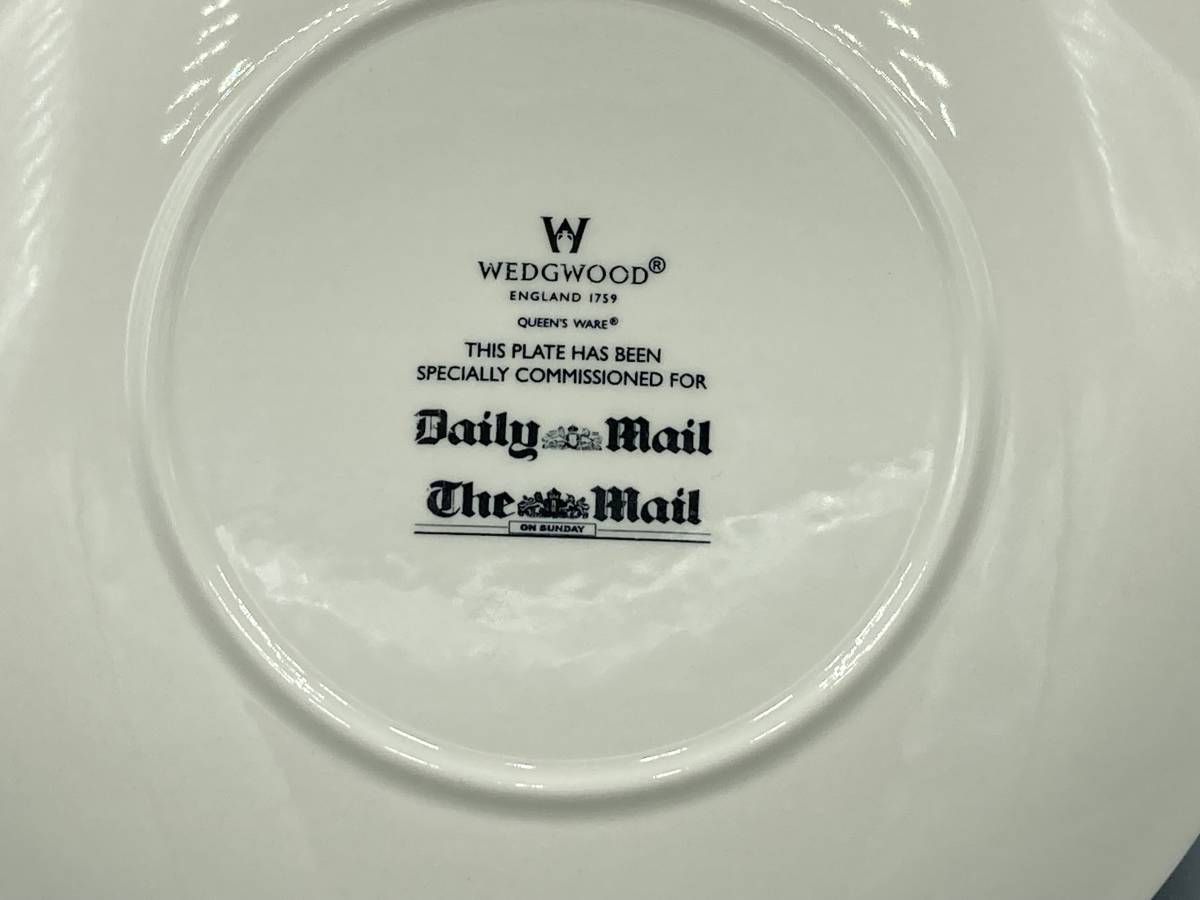 W
WEDGWOOD®
ENGLAND 1759
QUEEN'S WARE®
THIS PLATE HAS BEEN
SPECIALLY COMMISSIONED FOR
Daily Mail
The Mail
ON SUNDAY